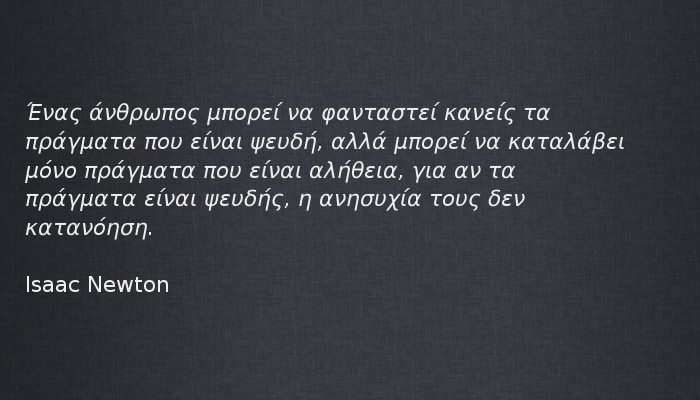 Ένας άνθρωπος μπορεί να φανταστεί κανείς τα
πράγματα που είναι ψευδή, αλλά μπορεί να καταλάβει
μόνο πράγματα που είναι αλήθεια, για αν τα
πράγματα είναι ψευδής, η ανησυχία τους δεν
κατανόηση.
Isaac Newton